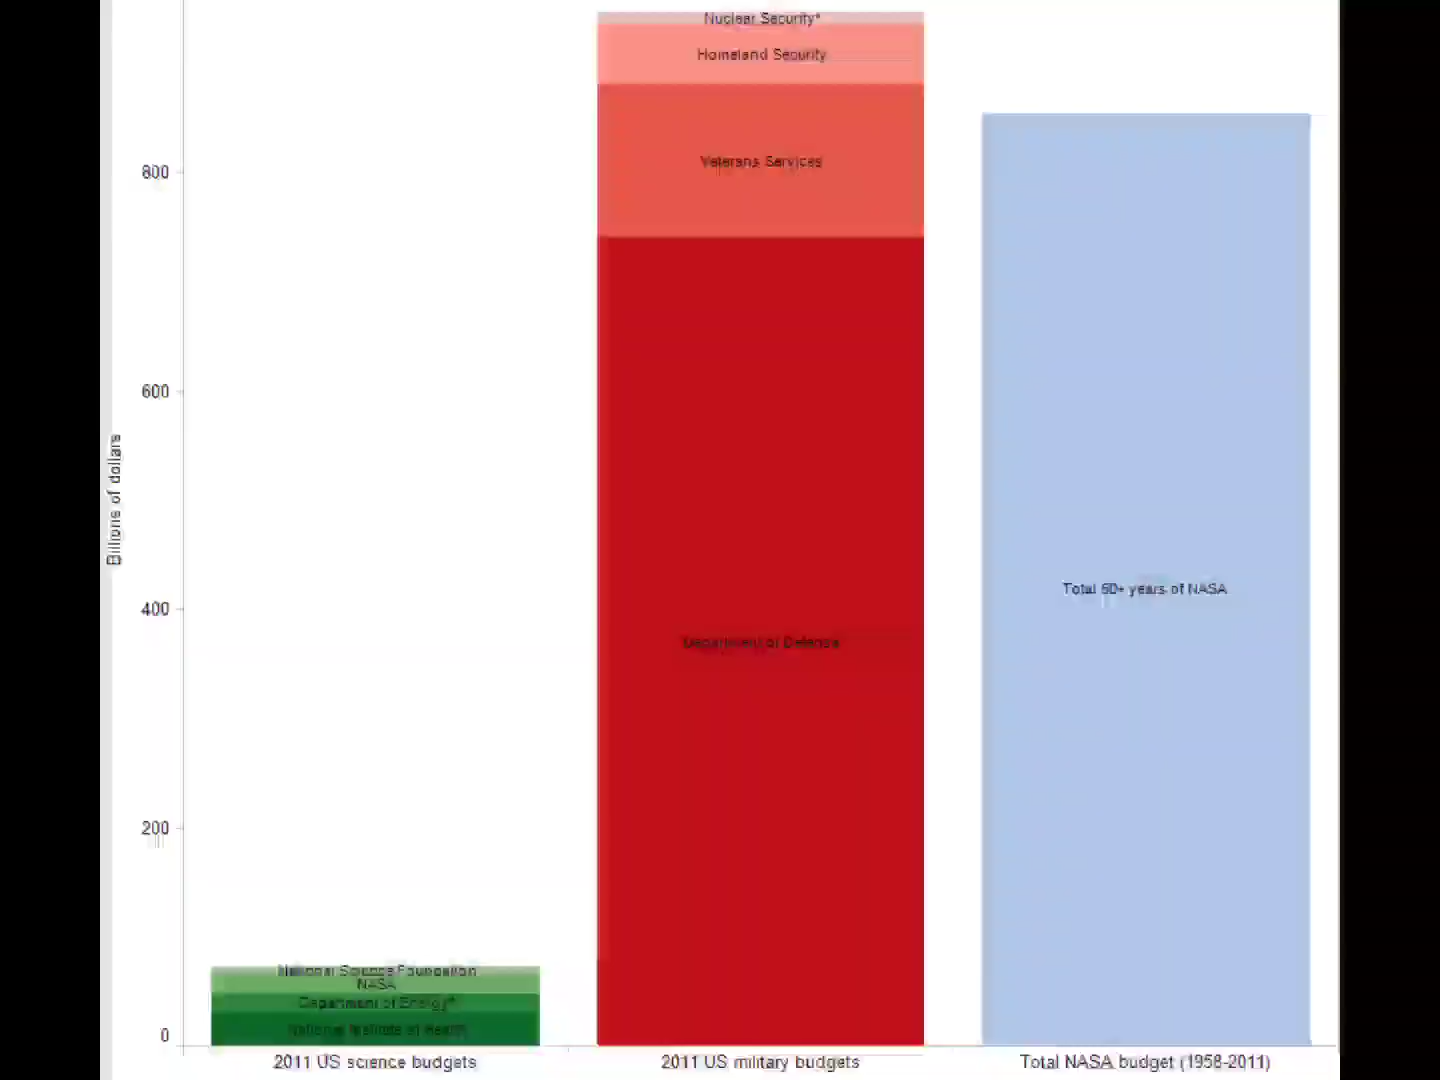 Nuclear Security*
Homeland Security
Veterans Services
800
600
Billions of dollars
Total 50+ years of NASA
400
Department of Defense
200
National Science Foundation
NASA
Department of Energy*
National Institute of Health
0
2011 US science budgets
2011 US military budgets
Total NASA budget (1958-2011)